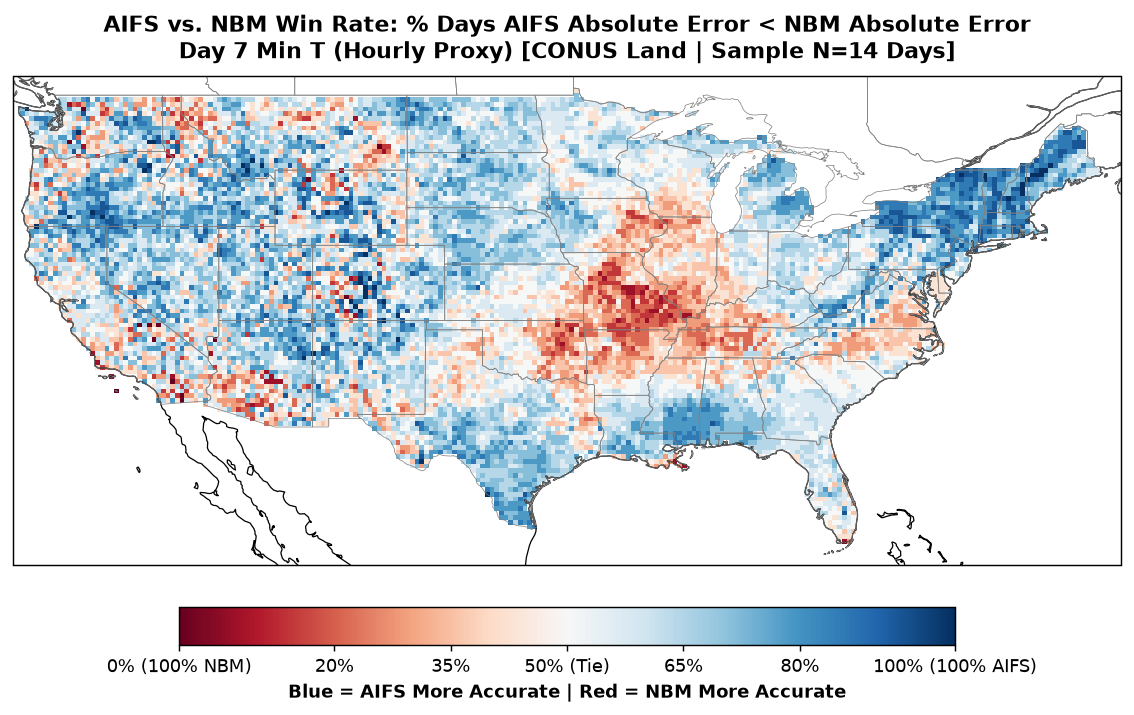 AIFS vs. NBM Win Rate: % Days AIFS Absolute Error < NBM Absolute Error
Day 7 Min T (Hourly Proxy) [CONUS Land | Sample N=14 Days]
0% (100% NBM) 20% 35% 50% (Tie) 65% 80% 100% (100% AIFS)
Blue = AIFS More Accurate | Red = NBM More Accurate